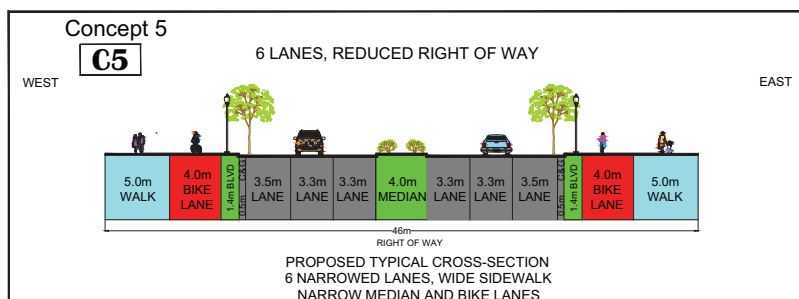 Concept 5
C5
6 LANES, REDUCED RIGHT OF WAY
WEST
EAST
5.0m
WALK
4.0m
BIKE
LANE
1.4m BLVD
0.5m C&G
3.5m
LANE
3.3m
LANE
3.3m
LANE
4.0m
MEDIAN
3.3m
LANE
3.3m
LANE
3.5m
LANE
0.5m C&G
1.4m BLVD
4.0m
BIKE
LANE
5.0m
WALK
46m
RIGHT OF WAY
PROPOSED TYPICAL CROSS-SECTION
6 NARROWED LANES, WIDE SIDEWALK
NARROW MEDIAN AND BIKE LANES